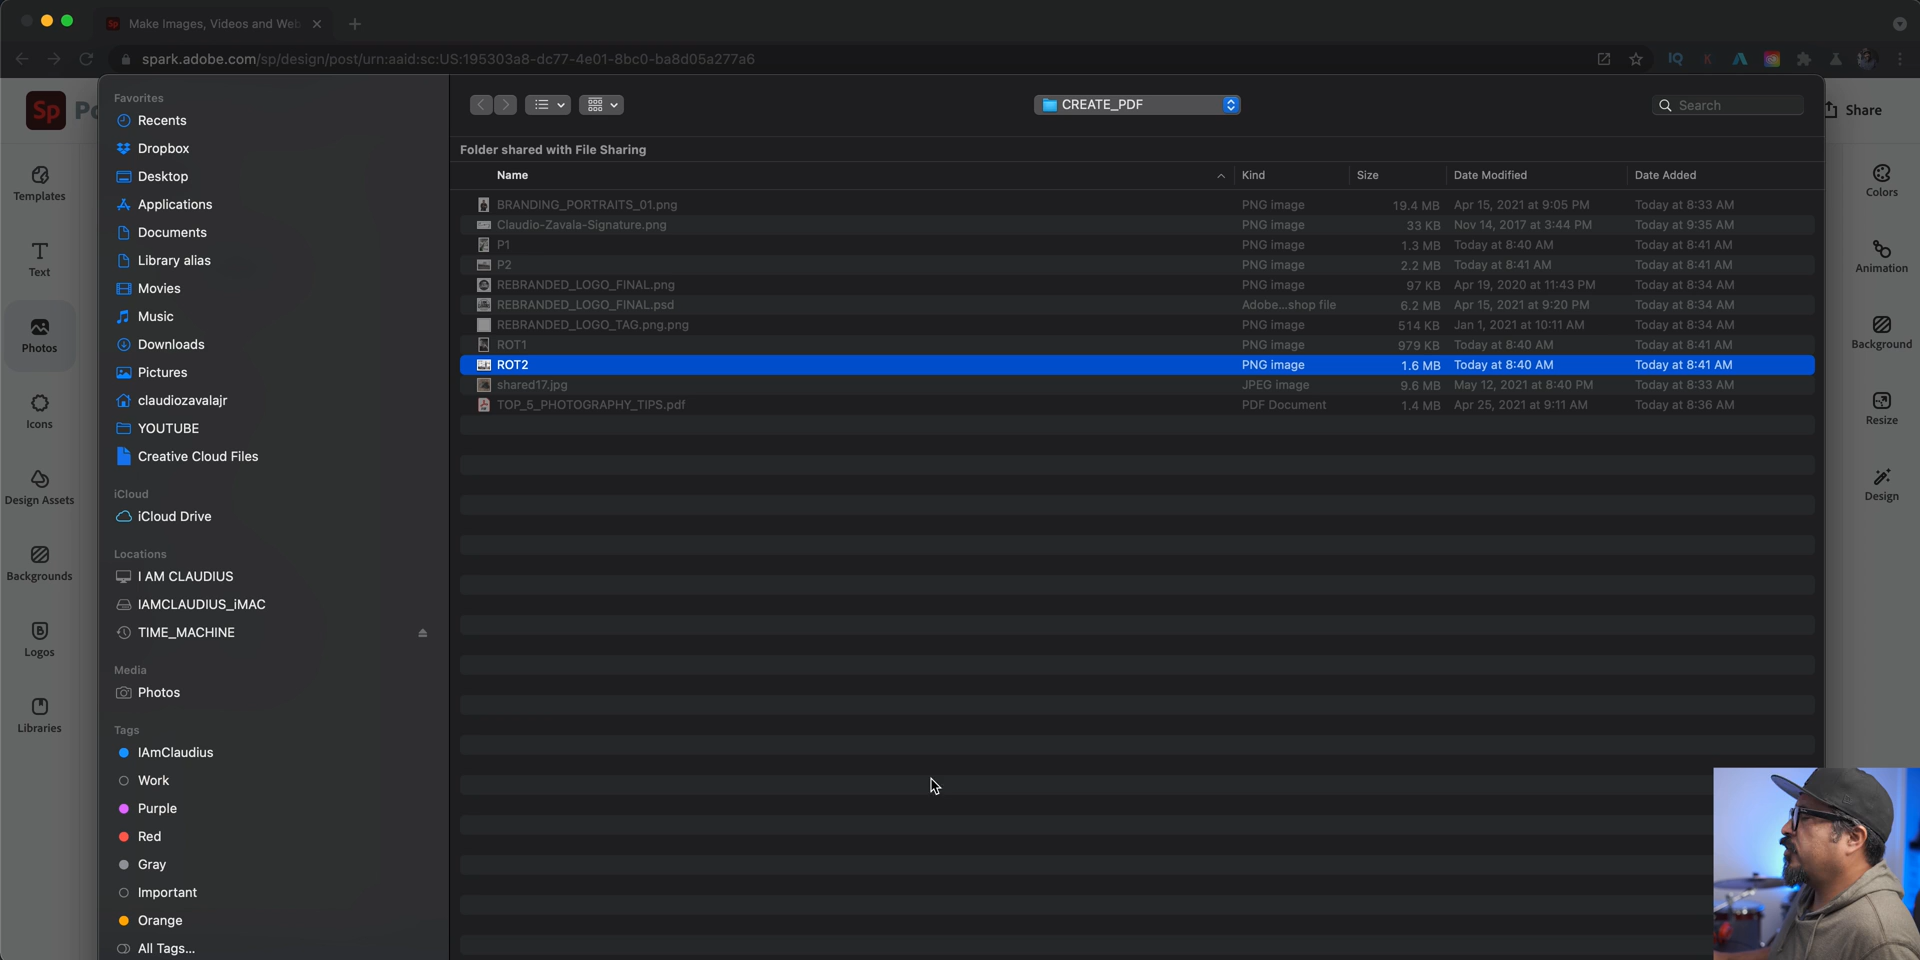 Make Images, Videos and Web
spark.adobe.com/sp/design/post/urn:aaid:sc:US:195303a8-dc77-4e01-8bc0-ba8d05a277a6
Sp
Share
Templates
Text
Photos
Icons
Design Assets
Backgrounds
Logos
Libraries
Favorites
Recents
Dropbox
Desktop
Applications
Documents
Library alias
Movies
Music
Downloads
Pictures
claudiozavalajr
YOUTUBE
Creative Cloud Files
iCloud
iCloud Drive
Locations
I AM CLAUDIUS
IAMCLAUDIUS_iMAC
TIME_MACHINE
Media
Photos
Tags
IAmClaudius
Work
Purple
Red
Gray
Important
Orange
All Tags...
CREATE_PDF
Search
Folder shared with File Sharing
Name Kind Size Date Modified Date Added
BRANDING_PORTRAITS_01.png PNG image 19.4 MB Apr 15, 2021 at 9:05 PM Today at 8:33 AM
Claudio-Zavala-Signature.png PNG image 33 KB Nov 14, 2017 at 3:44 PM Today at 9:35 AM
P1 PNG image 1.3 MB Today at 8:40 AM Today at 8:41 AM
P2 PNG image 2.2 MB Today at 8:41 AM Today at 8:41 AM
REBRANDED_LOGO_FINAL.png PNG image 97 KB Apr 19, 2020 at 11:43 PM Today at 8:34 AM
REBRANDED_LOGO_FINAL.psd Adobe...shop file 6.2 MB Apr 15, 2021 at 9:20 PM Today at 8:34 AM
REBRANDED_LOGO_TAG.png.png PNG image 514 KB Jan 1, 2021 at 10:11 AM Today at 8:34 AM
ROT1 PNG image 979 KB Today at 8:40 AM Today at 8:41 AM
ROT2 PNG image 1.6 MB Today at 8:40 AM Today at 8:41 AM
shared17.jpg JPEG image 9.6 MB May 12, 2021 at 8:40 PM Today at 8:33 AM
TOP_5_PHOTOGRAPHY_TIPS.pdf PDF Document 1.4 MB Apr 25, 2021 at 9:11 AM Today at 8:36 AM
Colors
Animation
Background
Resize
Design